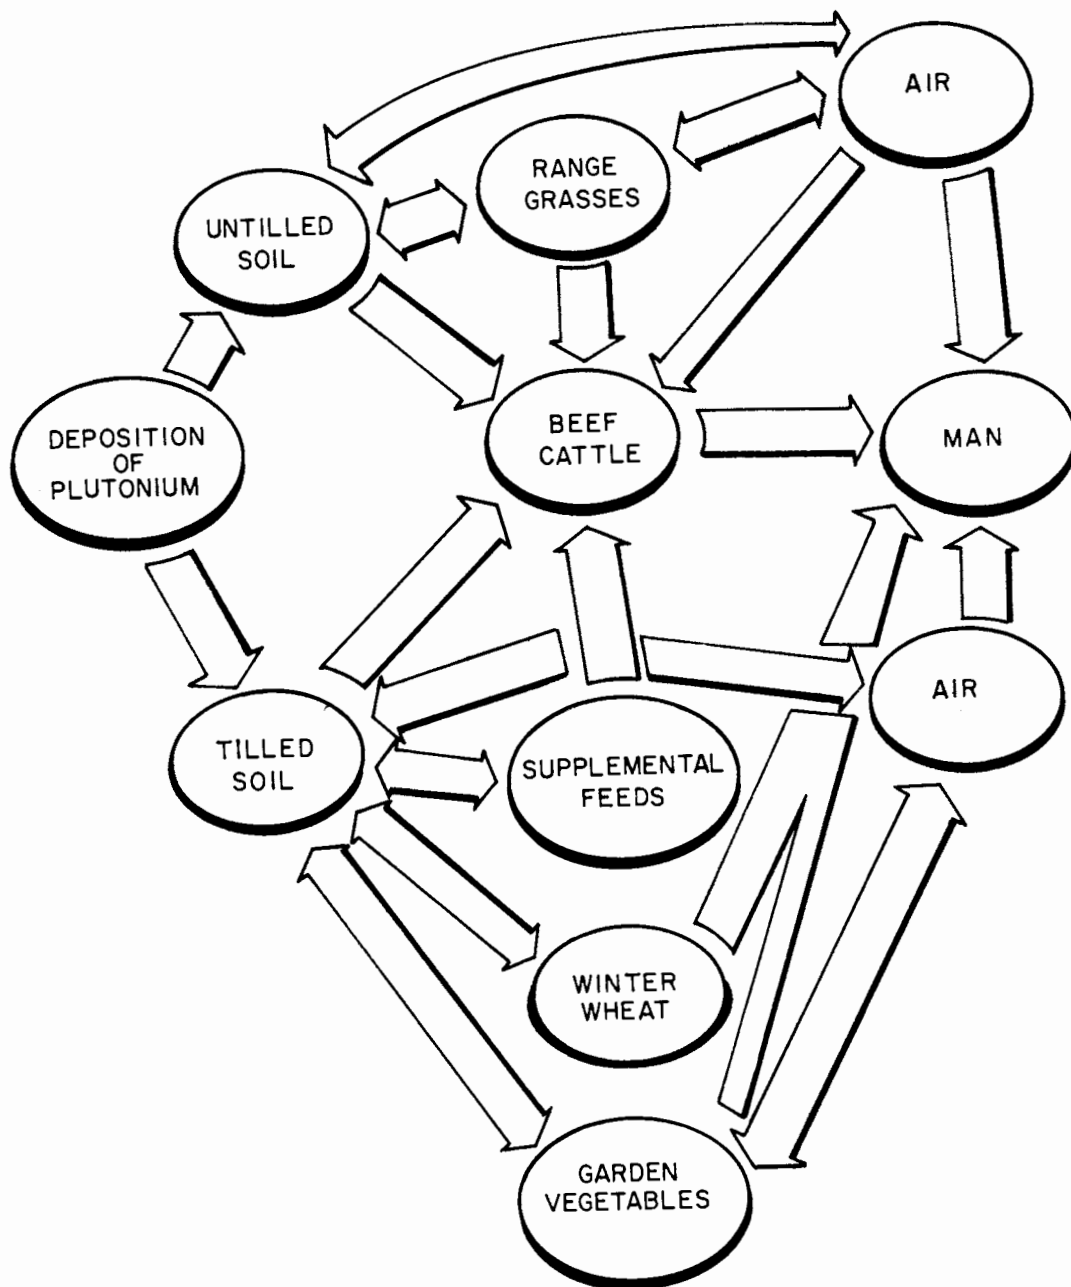 AIR
RANGE
GRASSES
UNTILLED
SOIL
DEPOSITION
OF
PLUTONIUM
BEEF
CATTLE
MAN
TILLED
SOIL
SUPPLEMENTAL
FEEDS
AIR
WINTER
WHEAT
GARDEN
VEGETABLES